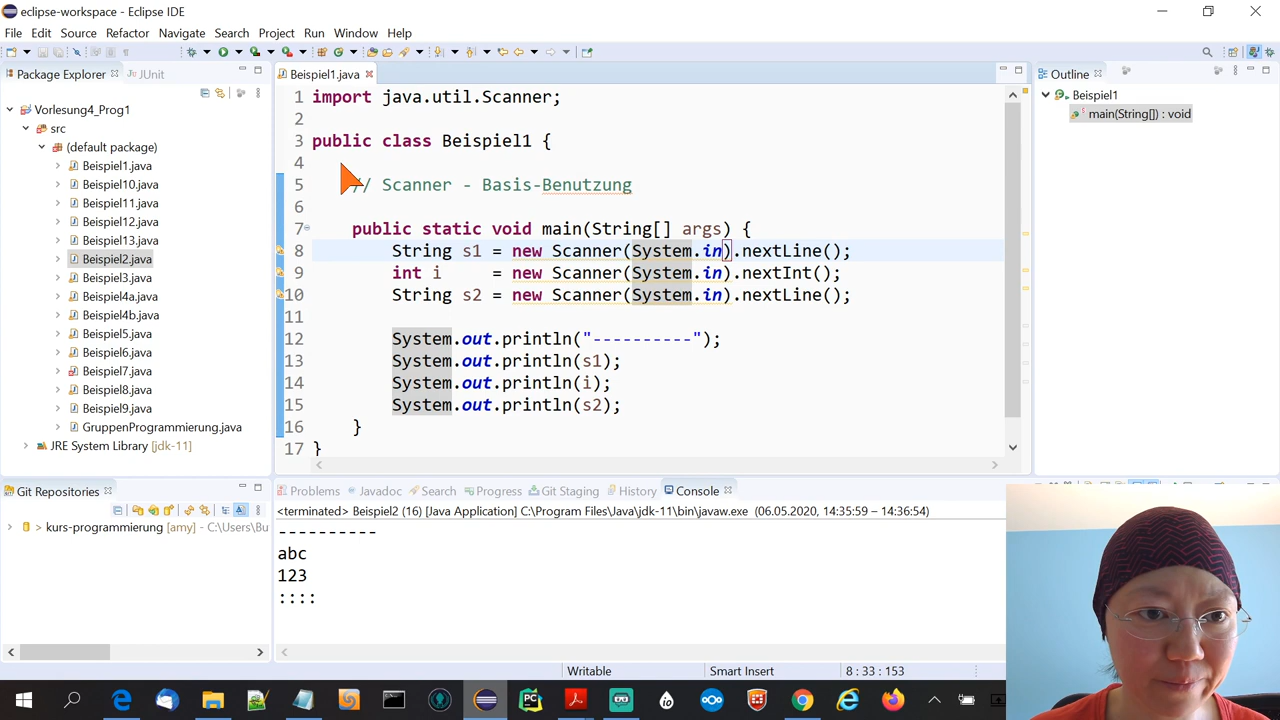 eclipse-workspace - Eclipse IDE
File Edit Source Refactor Navigate Search Project Run Window Help
Package Explorer
JUnit
Vorlesung4_Prog1
src
(default package)
Beispiel1.java
Beispiel10.java
Beispiel11.java
Beispiel12.java
Beispiel13.java
Beispiel2.java
Beispiel3.java
Beispiel4a.java
Beispiel4b.java
Beispiel5.java
Beispiel6.java
Beispiel7.java
Beispiel8.java
Beispiel9.java
GruppenProgrammierung.java
JRE System Library [jdk-11]
Beispiel1.java
1 import java.util.Scanner;
2
3 public class Beispiel1 {
4
5 // Scanner - Basis-Benutzung
6
7 public static void main(String[] args) {
8 String s1 = new Scanner(System.in).nextLine();
9 int i = new Scanner(System.in).nextInt();
10 String s2 = new Scanner(System.in).nextLine();
11
12 System.out.println("----------");
13 System.out.println(s1);
14 System.out.println(i);
15 System.out.println(s2);
16 }
17 }
Outline
Beispiel1
main(String[]) : void
Git Repositories
> kurs-programmierung [amy] - C:\Users\Bu
Problems Javadoc Progress Git Staging History Console
<terminated> Beispiel2 (16) [Java Application] C:\Program Files\Java\jdk-11\bin\javaw.exe (06.05.2020, 14:35:59 – 14:36:54)
----------
abc
123
::::
Writable
Smart Insert
8 : 33 : 153